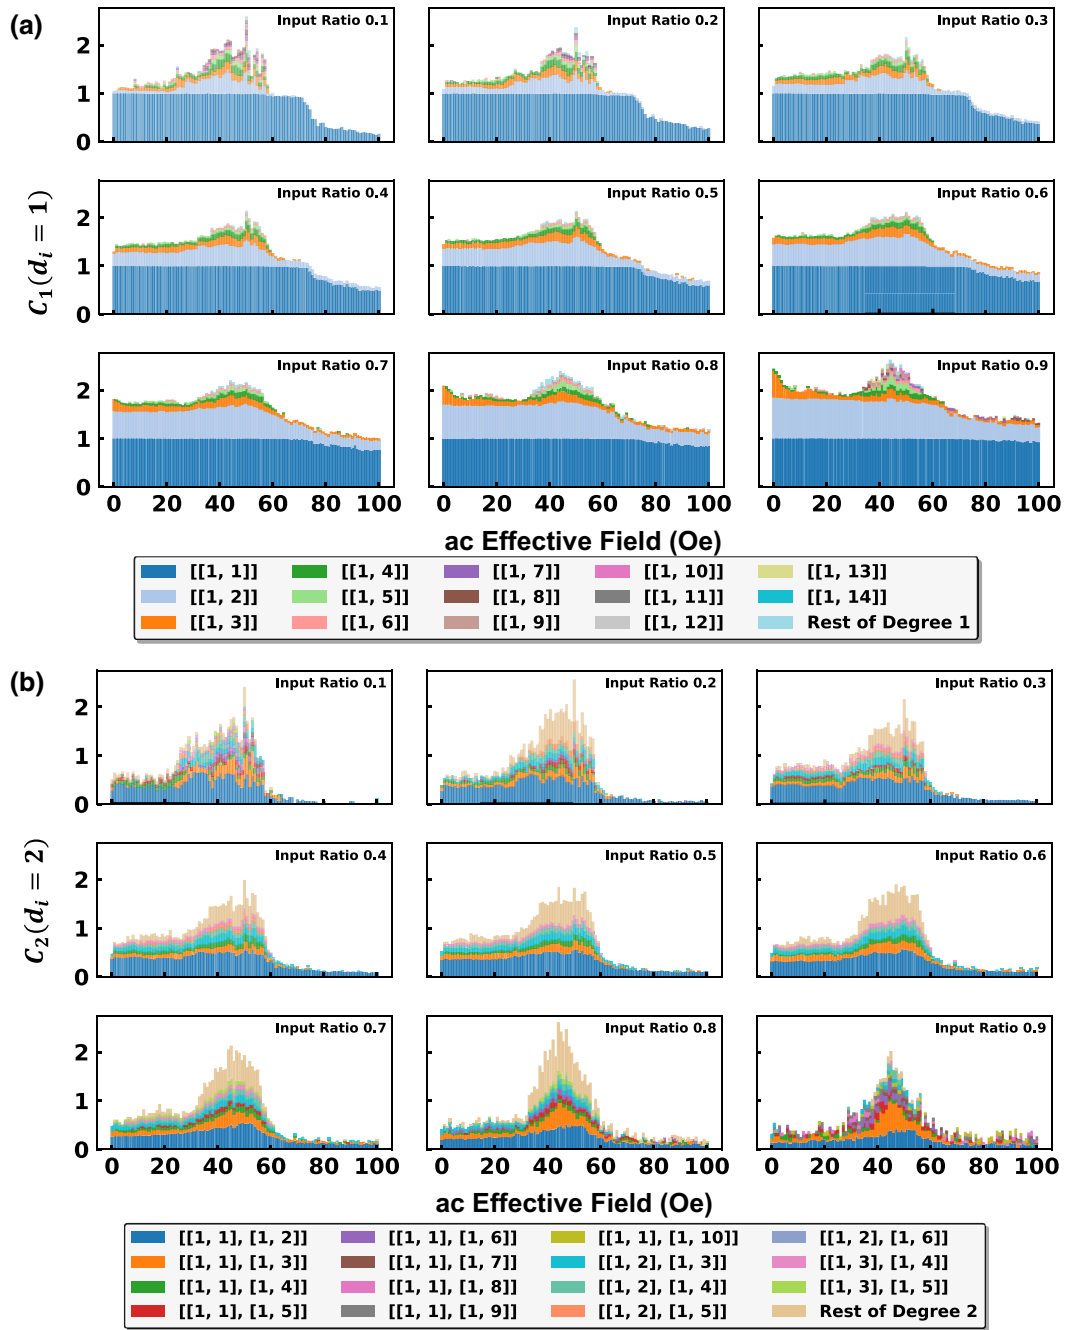 (a)
Input Ratio 0.1
Input Ratio 0.2
Input Ratio 0.3
2
1
0
Input Ratio 0.4
Input Ratio 0.5
Input Ratio 0.6
2
1
0
C₁(dᵢ = 1)
Input Ratio 0.7
Input Ratio 0.8
Input Ratio 0.9
2
1
0
0 20 40 60 80 100 0 20 40 60 80 100 0 20 40 60 80 100
ac Effective Field (Oe)
[[1, 1]] [[1, 4]] [[1, 7]] [[1, 10]] [[1, 13]]
[[1, 2]] [[1, 5]] [[1, 8]] [[1, 11]] [[1, 14]]
[[1, 3]] [[1, 6]] [[1, 9]] [[1, 12]] Rest of Degree 1
(b)
Input Ratio 0.1
Input Ratio 0.2
Input Ratio 0.3
2
1
0
Input Ratio 0.4
Input Ratio 0.5
Input Ratio 0.6
2
1
0
C₂(dᵢ = 2)
Input Ratio 0.7
Input Ratio 0.8
Input Ratio 0.9
2
1
0
0 20 40 60 80 100 0 20 40 60 80 100 0 20 40 60 80 100
ac Effective Field (Oe)
[[1, 1], [1, 2]] [[1, 1], [1, 6]] [[1, 1], [1, 10]] [[1, 2], [1, 6]]
[[1, 1], [1, 3]] [[1, 1], [1, 7]] [[1, 2], [1, 3]] [[1, 3], [1, 4]]
[[1, 1], [1, 4]] [[1, 1], [1, 8]] [[1, 2], [1, 4]] [[1, 3], [1, 5]]
[[1, 1], [1, 5]] [[1, 1], [1, 9]] [[1, 2], [1, 5]] Rest of Degree 2